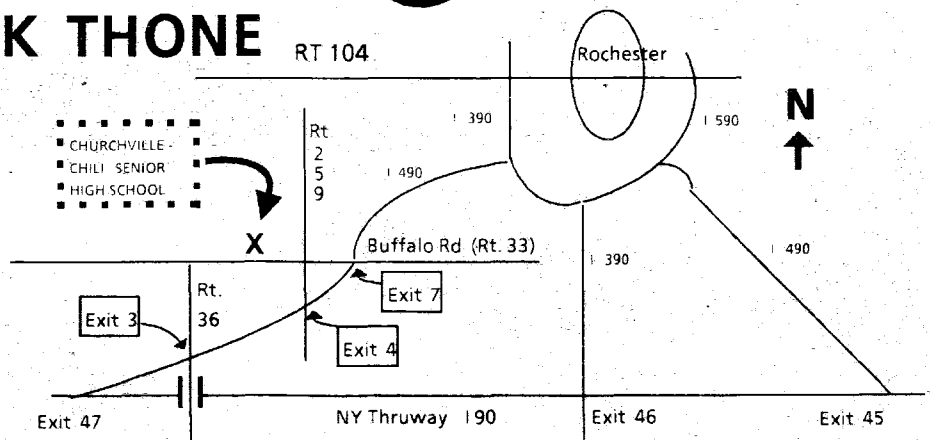 K THONE
RT 104
Rochester
N
I 390
I 590
Rt
2
5
9
CHURCHVILLE-
CHILI SENIOR
HIGH SCHOOL
I 490
X
Buffalo Rd (Rt. 33)
I 390
I 490
Rt.
36
Exit 7
Exit 3
Exit 4
Exit 47
NY Thruway I 90
Exit 46
Exit 45